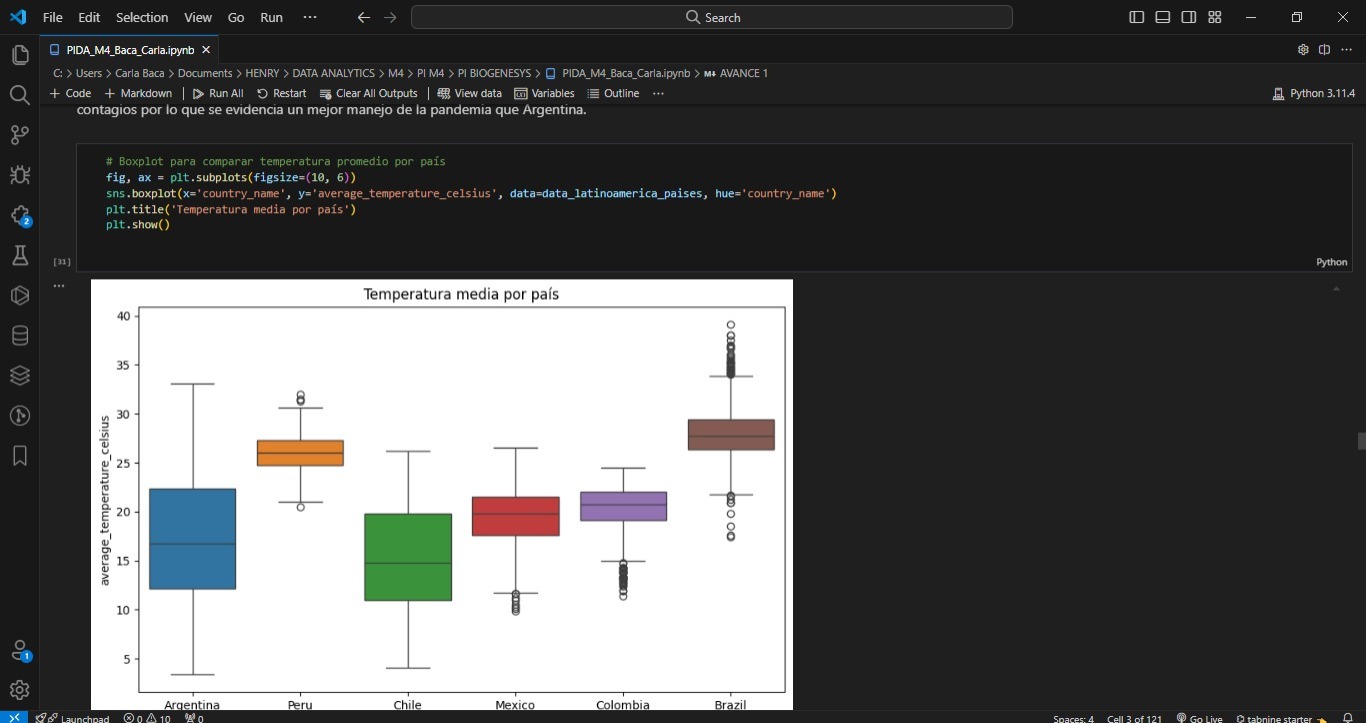 File Edit Selection View Go Run ··· Search
PIDA_M4_Baca_Carla.ipynb
C: > Users > Carla Baca > Documents > HENRY > DATA ANALYTICS > M4 > PI M4 > PI BIOGENESYS > PIDA_M4_Baca_Carla.ipynb > M↓ AVANCE 1
+ Code + Markdown | Run All Restart Clear All Outputs | View data Variables Outline ··· Python 3.11.4
contagios por lo que se evidencia un mejor manejo de la pandemia que Argentina.
# Boxplot para comparar temperatura promedio por país
fig, ax = plt.subplots(figsize=(10, 6))
sns.boxplot(x='country_name', y='average_temperature_celsius', data=data_latinoamerica_paises, hue='country_name')
plt.title('Temperatura media por país')
plt.show()
[31] Python
Temperatura media por país
average_temperature_celsius
40
35
30
25
20
15
10
5
Argentina Peru Chile Mexico Colombia Brazil
2
1
Launchpad 0 10 0 Spaces: 4 Cell 3 of 121 Go Live tabnine starter